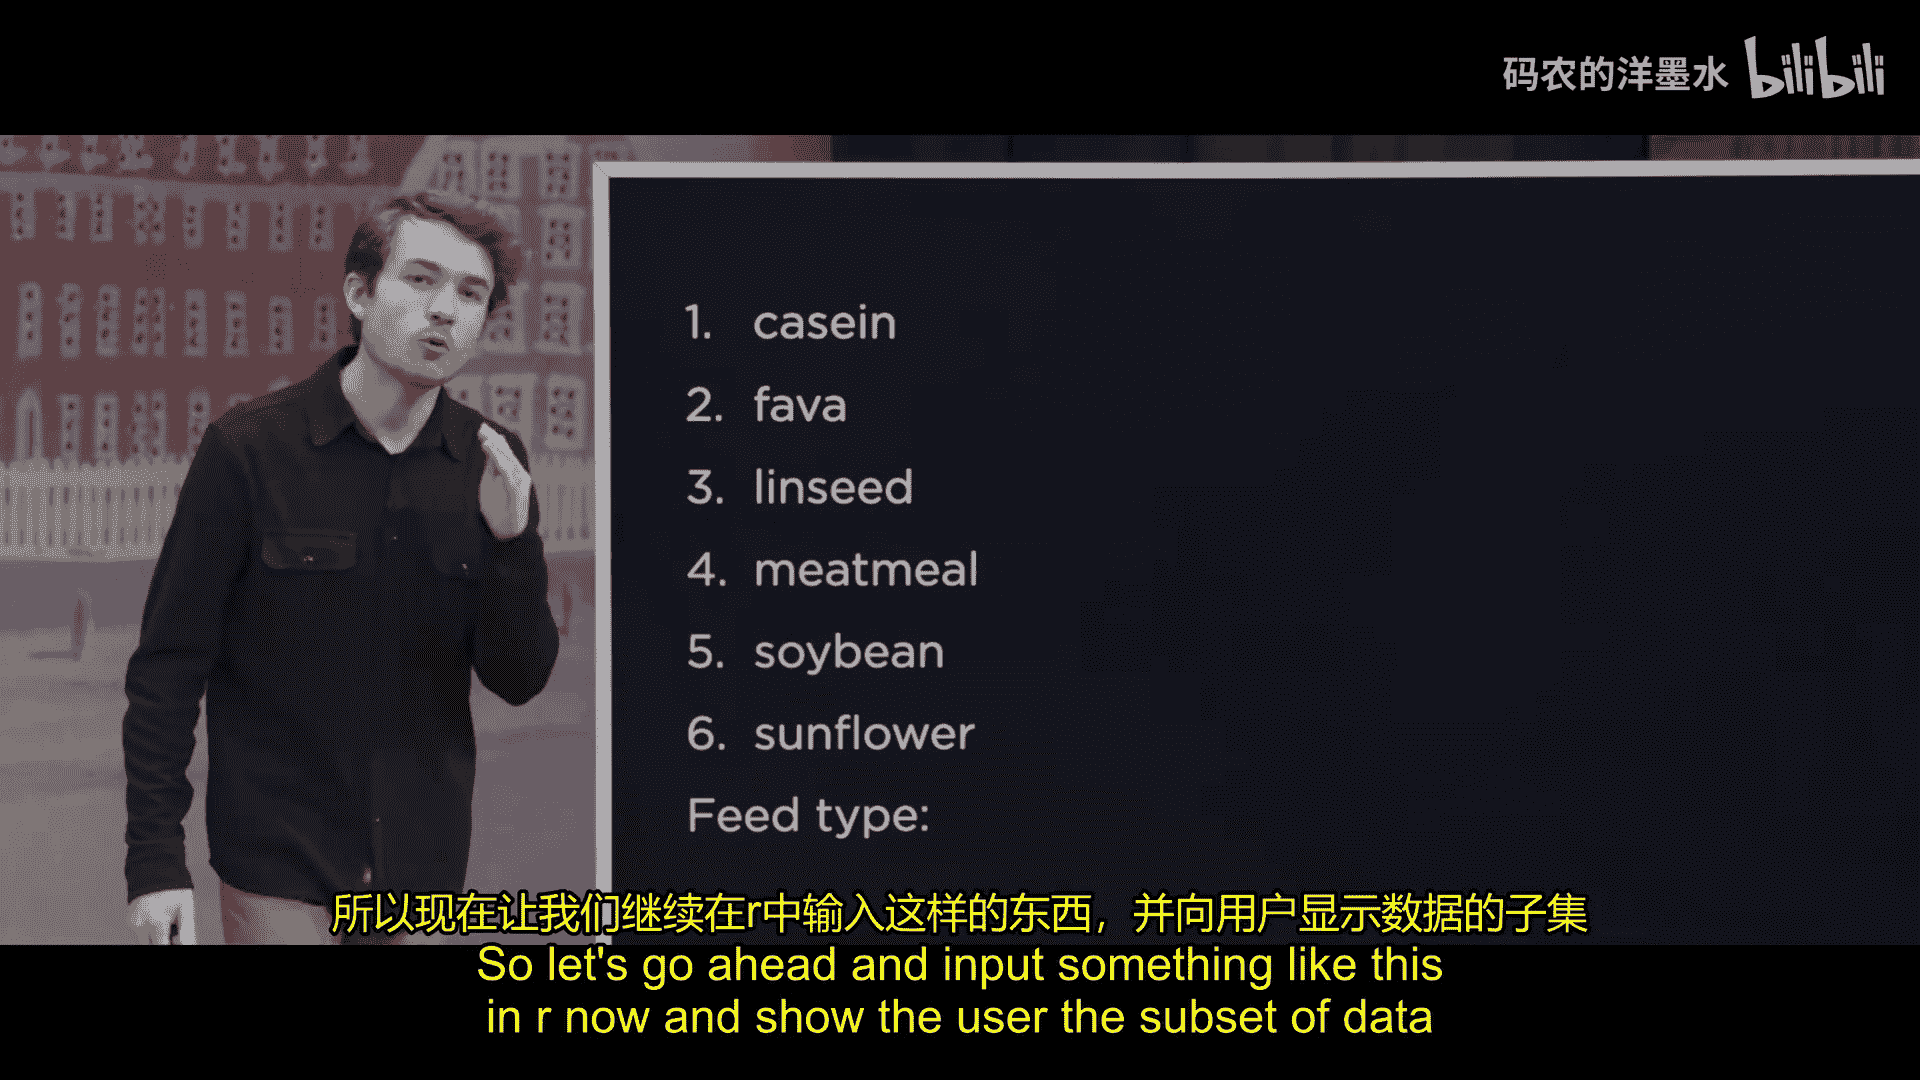 码农的洋墨水 bilibili
1. casein
2. fava
3. linseed
4. meatmeal
5. soybean
6. sunflower
Feed type:
所以现在让我们继续在r中输入这样的东西，并向用户显示数据的子集
So let's go ahead and input something like this
in r now and show the user the subset of data